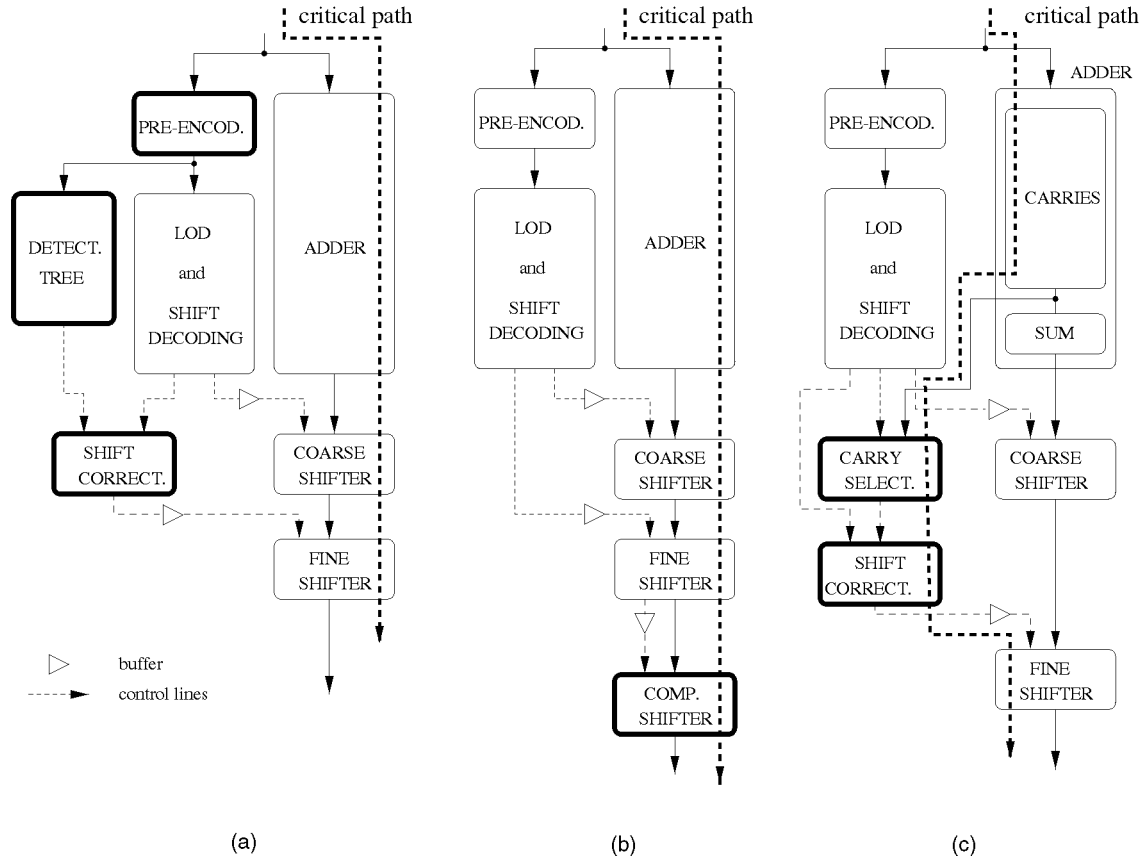 critical path
PRE-ENCOD.
DETECT.
TREE
LOD
and
SHIFT
DECODING
ADDER
SHIFT
CORRECT.
COARSE
SHIFTER
FINE
SHIFTER
buffer
control lines
(a)
critical path
PRE-ENCOD.
LOD
and
SHIFT
DECODING
ADDER
COARSE
SHIFTER
FINE
SHIFTER
COMP.
SHIFTER
(b)
critical path
ADDER
PRE-ENCOD.
CARRIES
LOD
and
SHIFT
DECODING
SUM
CARRY
SELECT.
COARSE
SHIFTER
SHIFT
CORRECT.
FINE
SHIFTER
(c)